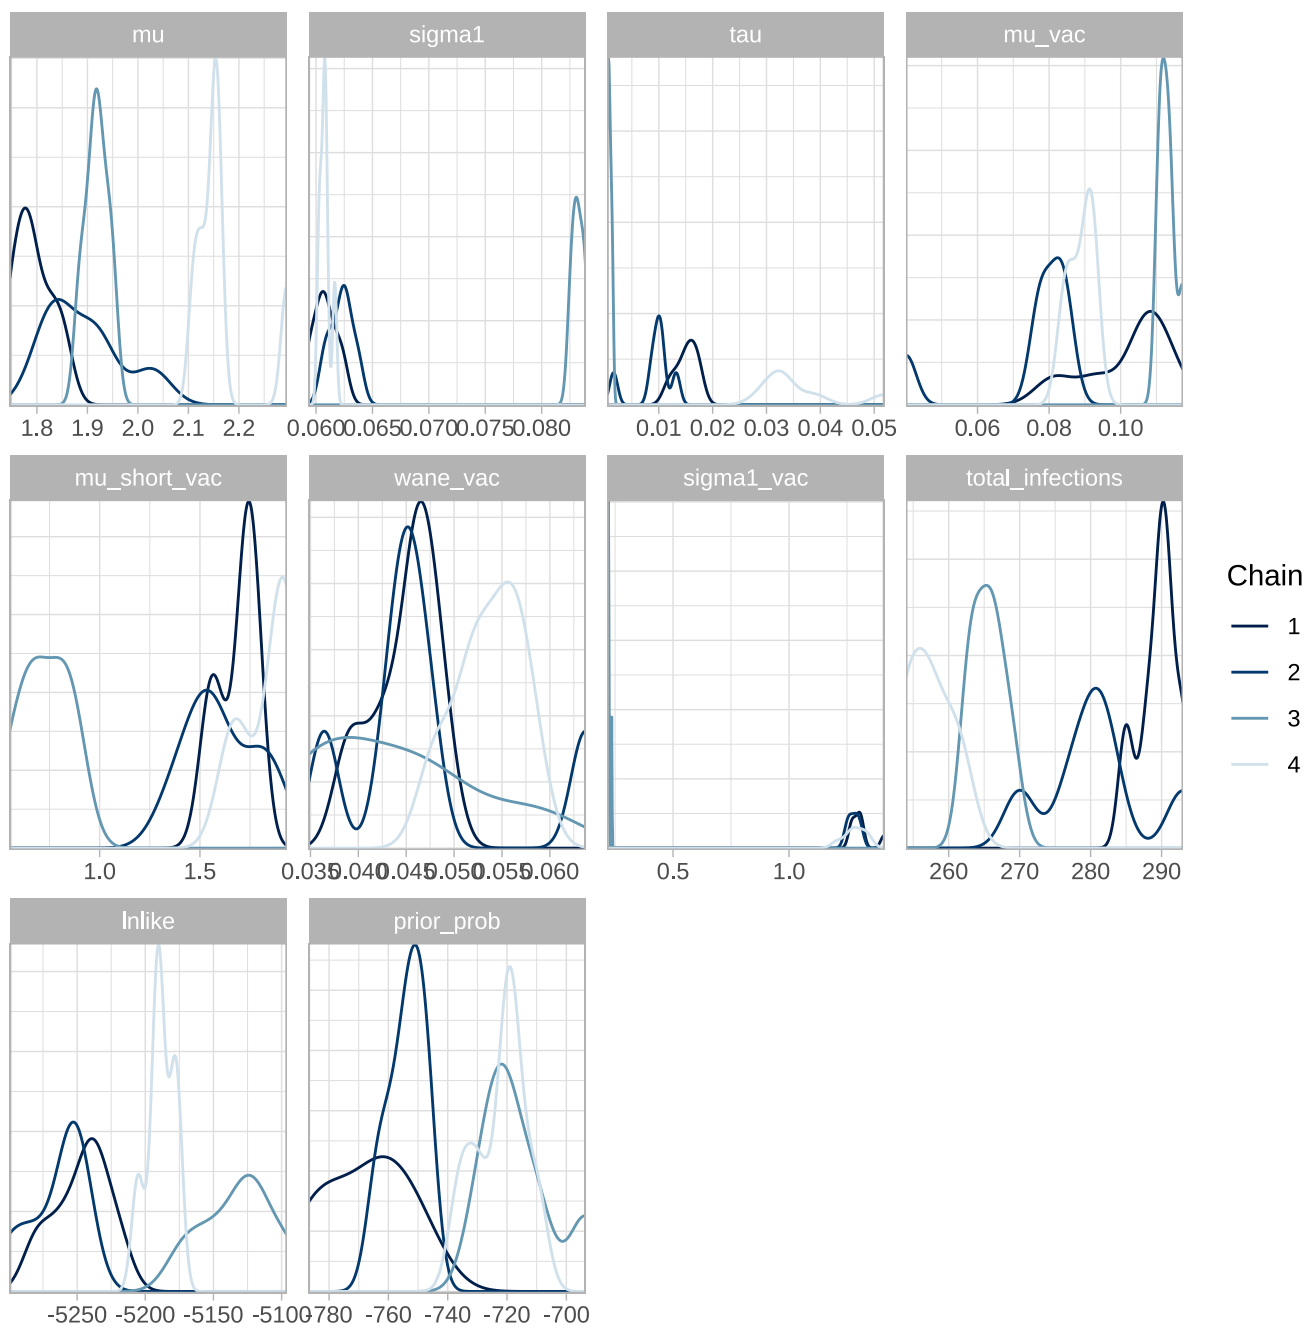 mu
sigma1
tau
mu_vac
1.8 1.9 2.0 2.1 2.2
0.060 0.065 0.070 0.075 0.080
0.01 0.02 0.03 0.04 0.05
0.06 0.08 0.10
mu_short_vac
wane_vac
sigma1_vac
total_infections
1.0 1.5
0.035 0.040 0.045 0.050 0.055 0.060
0.5 1.0
260 270 280 290
lnlike
prior_prob
-5250 -5200 -5150 -5100
-780 -760 -740 -720 -700
Chain
1
2
3
4